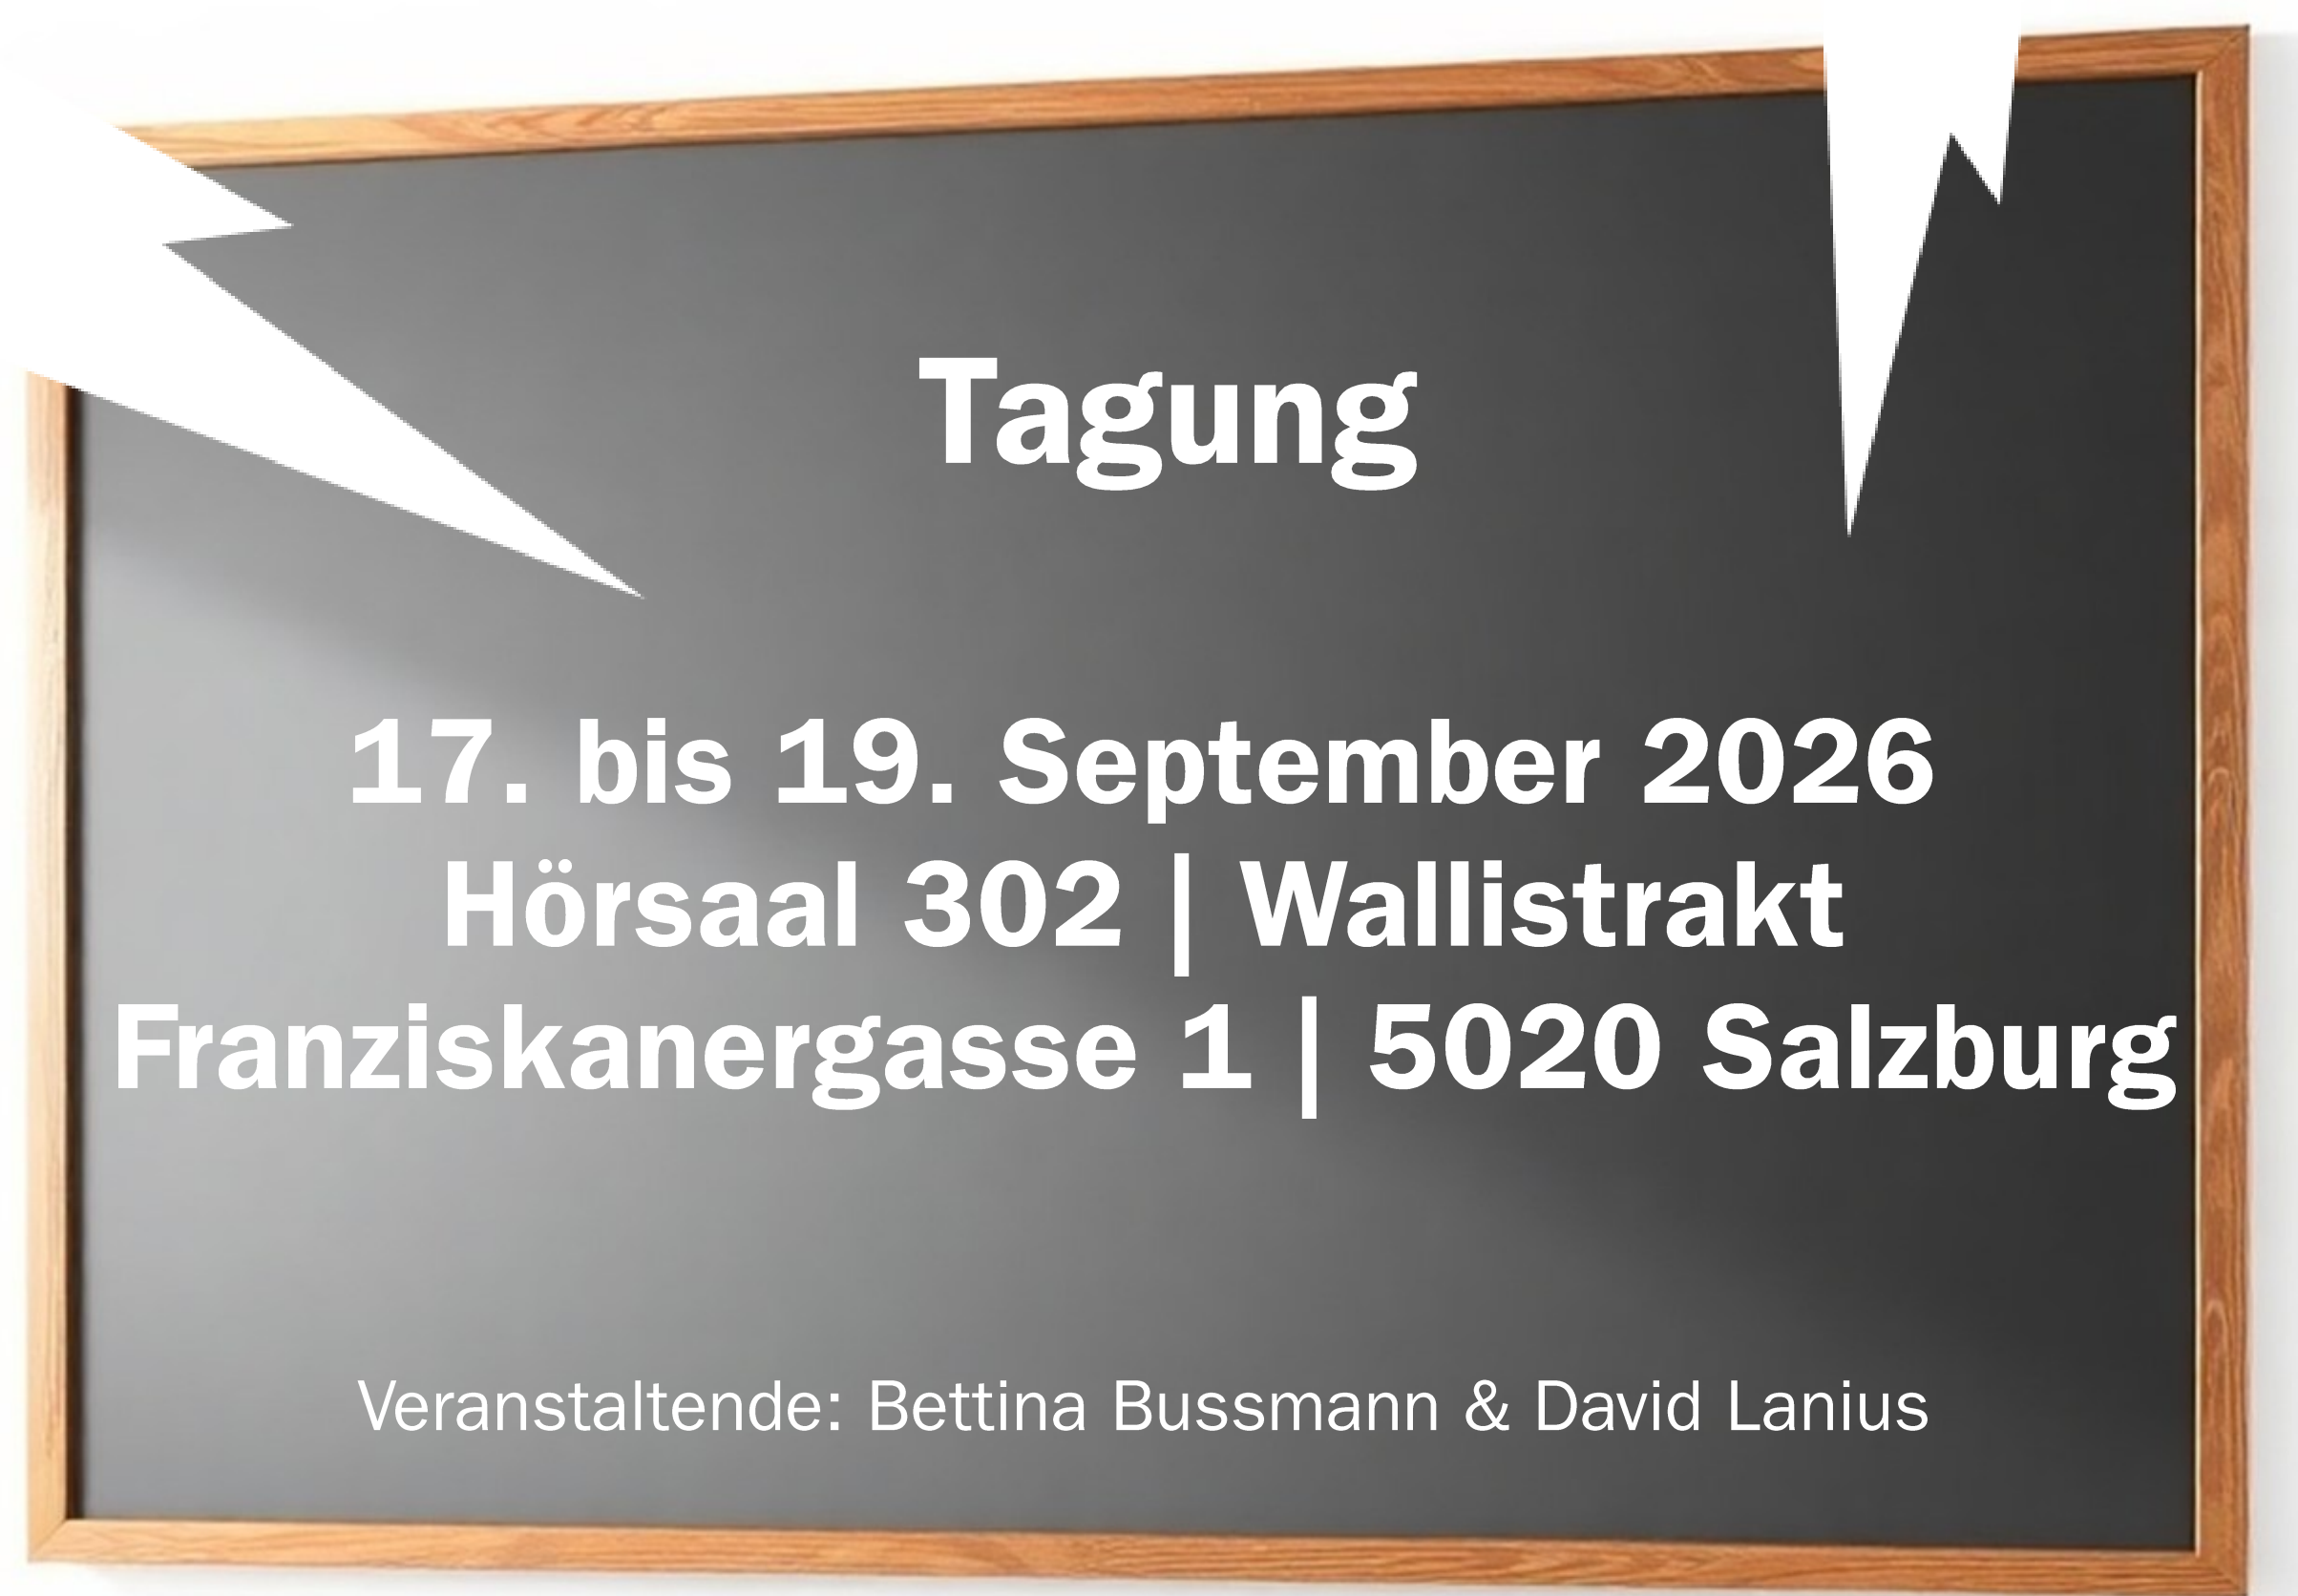 Tagung
17. bis 19. September 2026
Hörsaal 302 | Wallistrakt
Franziskanergasse 1 | 5020 Salzburg
Veranstaltende: Bettina Bussmann & David Lanius